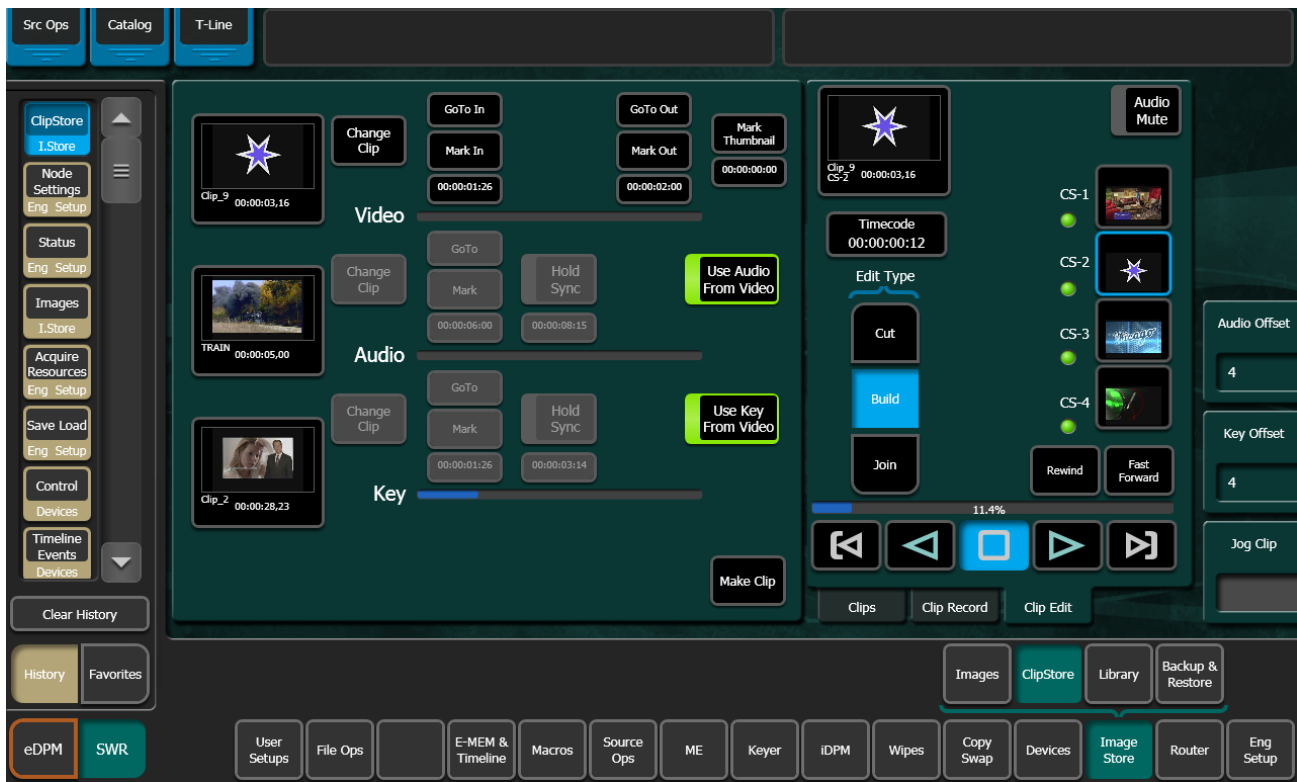 Src Ops
Catalog
T-Line
ClipStore
I.Store
Node
Settings
Eng Setup
Status
Eng Setup
Images
I.Store
Acquire
Resources
Eng Setup
Save Load
Eng Setup
Control
Devices
Timeline
Events
Devices
Clear History
History
Favorites
eDPM
SWR
Clip_9 00:00:03,16
Change
Clip
GoTo In
Mark In
00:00:01:26
GoTo Out
Mark Out
00:00:02:00
Mark
Thumbnail
00:00:00:00
Video
TRAIN 00:00:05,00
Change
Clip
GoTo
Mark
00:00:06:00
Hold
Sync
00:00:08:15
Use Audio
From Video
Audio
Clip_2 00:00:28,23
Change
Clip
GoTo
Mark
00:00:01:26
Hold
Sync
00:00:03:14
Use Key
From Video
Key
Make Clip
Clip_9
CS-2 00:00:03,16
Audio
Mute
Timecode
00:00:00:12
Edit Type
Cut
Build
Join
CS-1
CS-2
CS-3
Chicago
CS-4
Rewind
Fast
Forward
11.4%
Clips
Clip Record
Clip Edit
Audio Offset
4
Key Offset
4
Jog Clip
Images
ClipStore
Library
Backup &
Restore
User
Setups
File Ops
E-MEM &
Timeline
Macros
Source
Ops
ME
Keyer
iDPM
Wipes
Copy
Swap
Devices
Image
Store
Router
Eng
Setup